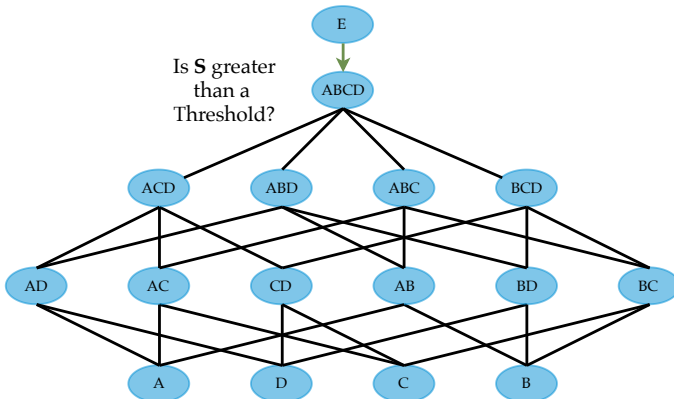 E
Is S greater
than a
Threshold?
ABCD
ACD
ABD
ABC
BCD
AD
AC
CD
AB
BD
BC
A
D
C
B